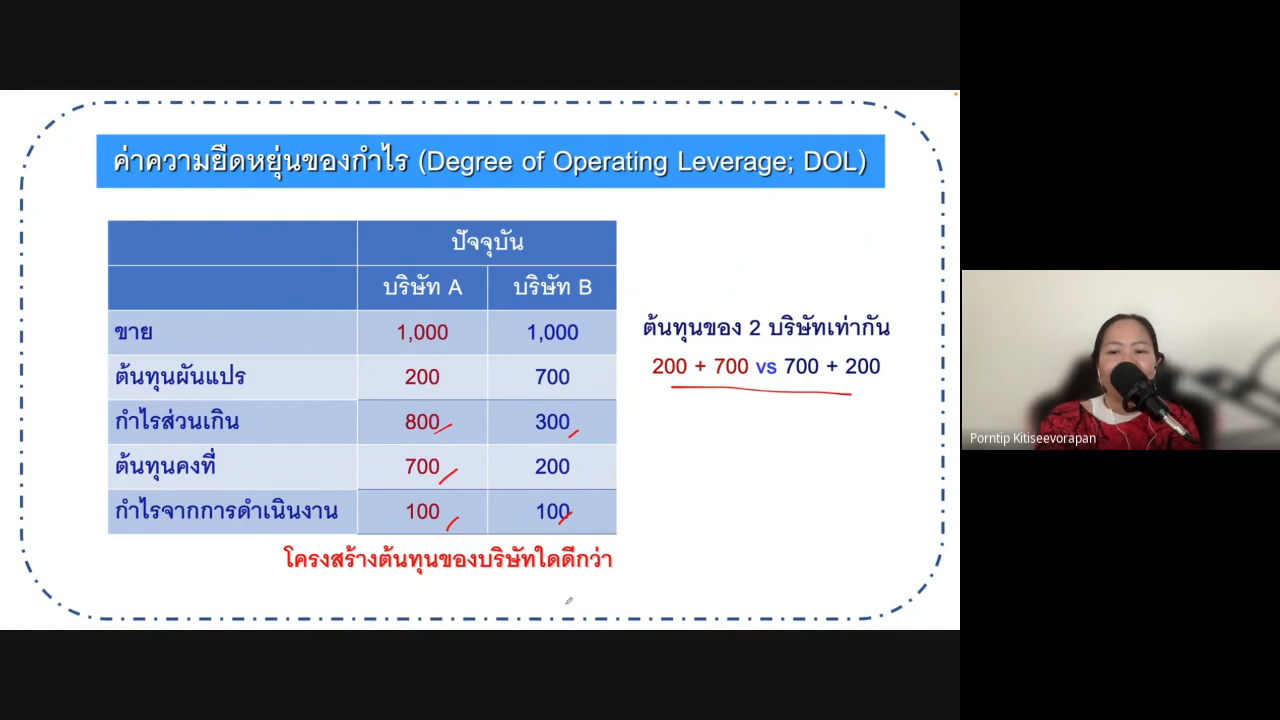 ค่าความยืดหยุ่นของกำไร (Degree of Operating Leverage; DOL)
ปัจจุบัน
บริษัท A บริษัท B
ขาย 1,000 1,000
ต้นทุนผันแปร 200 700
กำไรส่วนเกิน 800 300
ต้นทุนคงที่ 700 200
กำไรจากการดำเนินงาน 100 100
โครงสร้างต้นทุนของบริษัทใดดีกว่า
ต้นทุนของ 2 บริษัทเท่ากัน
200 + 700 vs 700 + 200
Porntip Kitiseevorapan